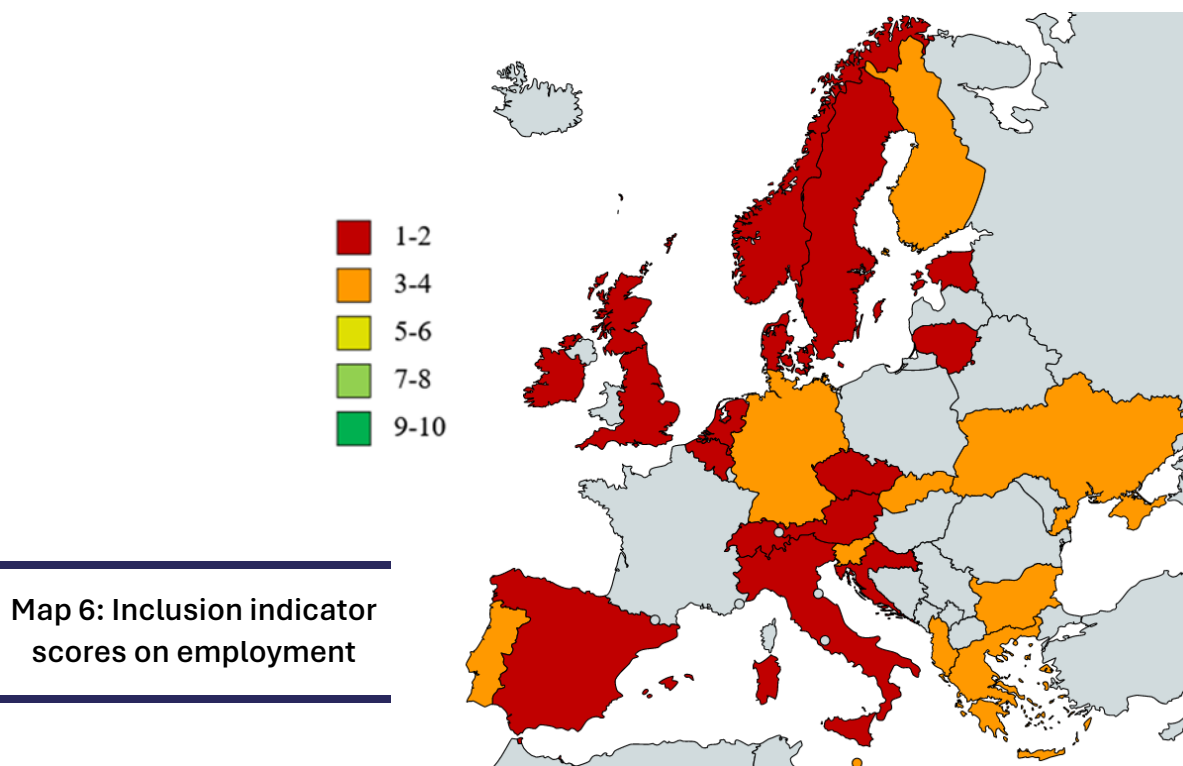 1-2
3-4
5-6
7-8
9-10
Map 6: Inclusion indicator
scores on employment